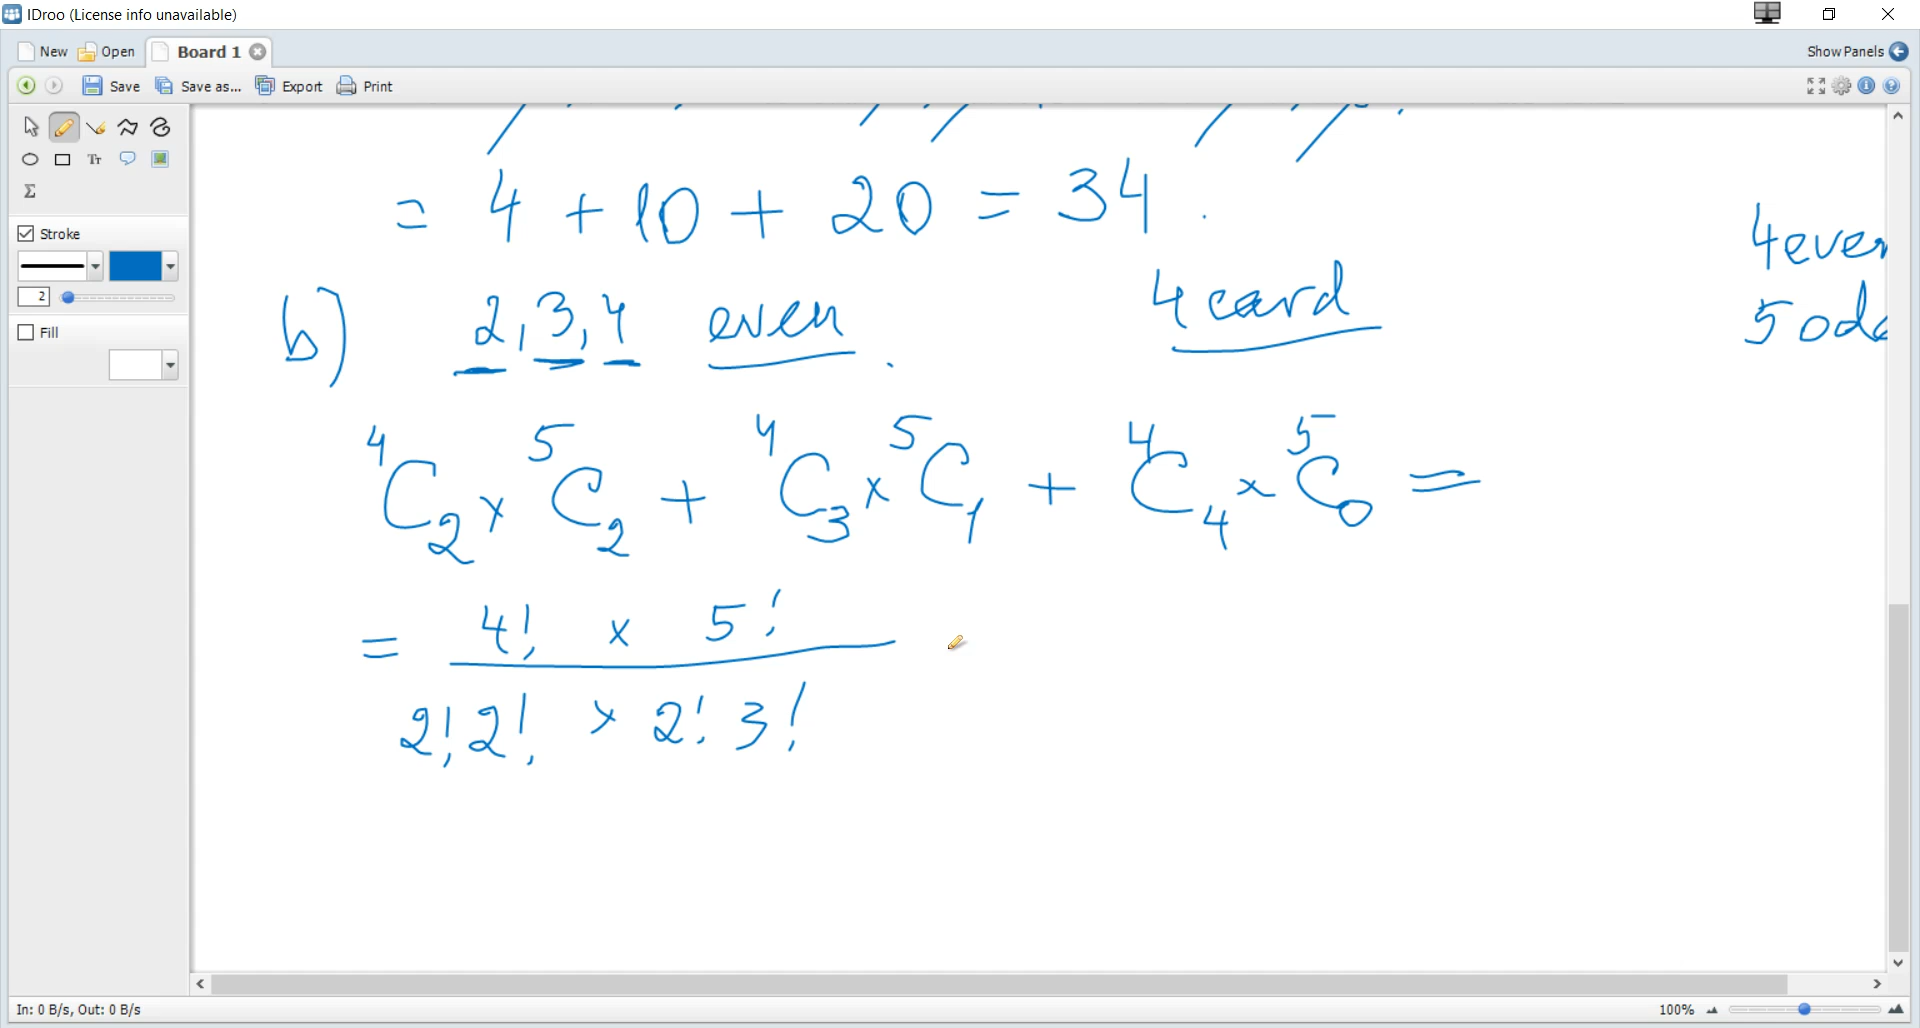 IDroo (License info unavailable)
New Open Board 1 Show Panels
Save Save as... Export Print
= 4 + 10 + 20 = 34 .
4 even
5 odd
b) 2, 3, 4 even . 4 card
⁴C₂ x ⁵C₂ + ⁴C₃ x ⁵C₁ + ⁴C₄ x ⁵C₀ =
= 4! x 5!
2! 2! x 2! 3!
Tт
Σ
Stroke
2
Fill
In: 0 B/s, Out: 0 B/s 100%